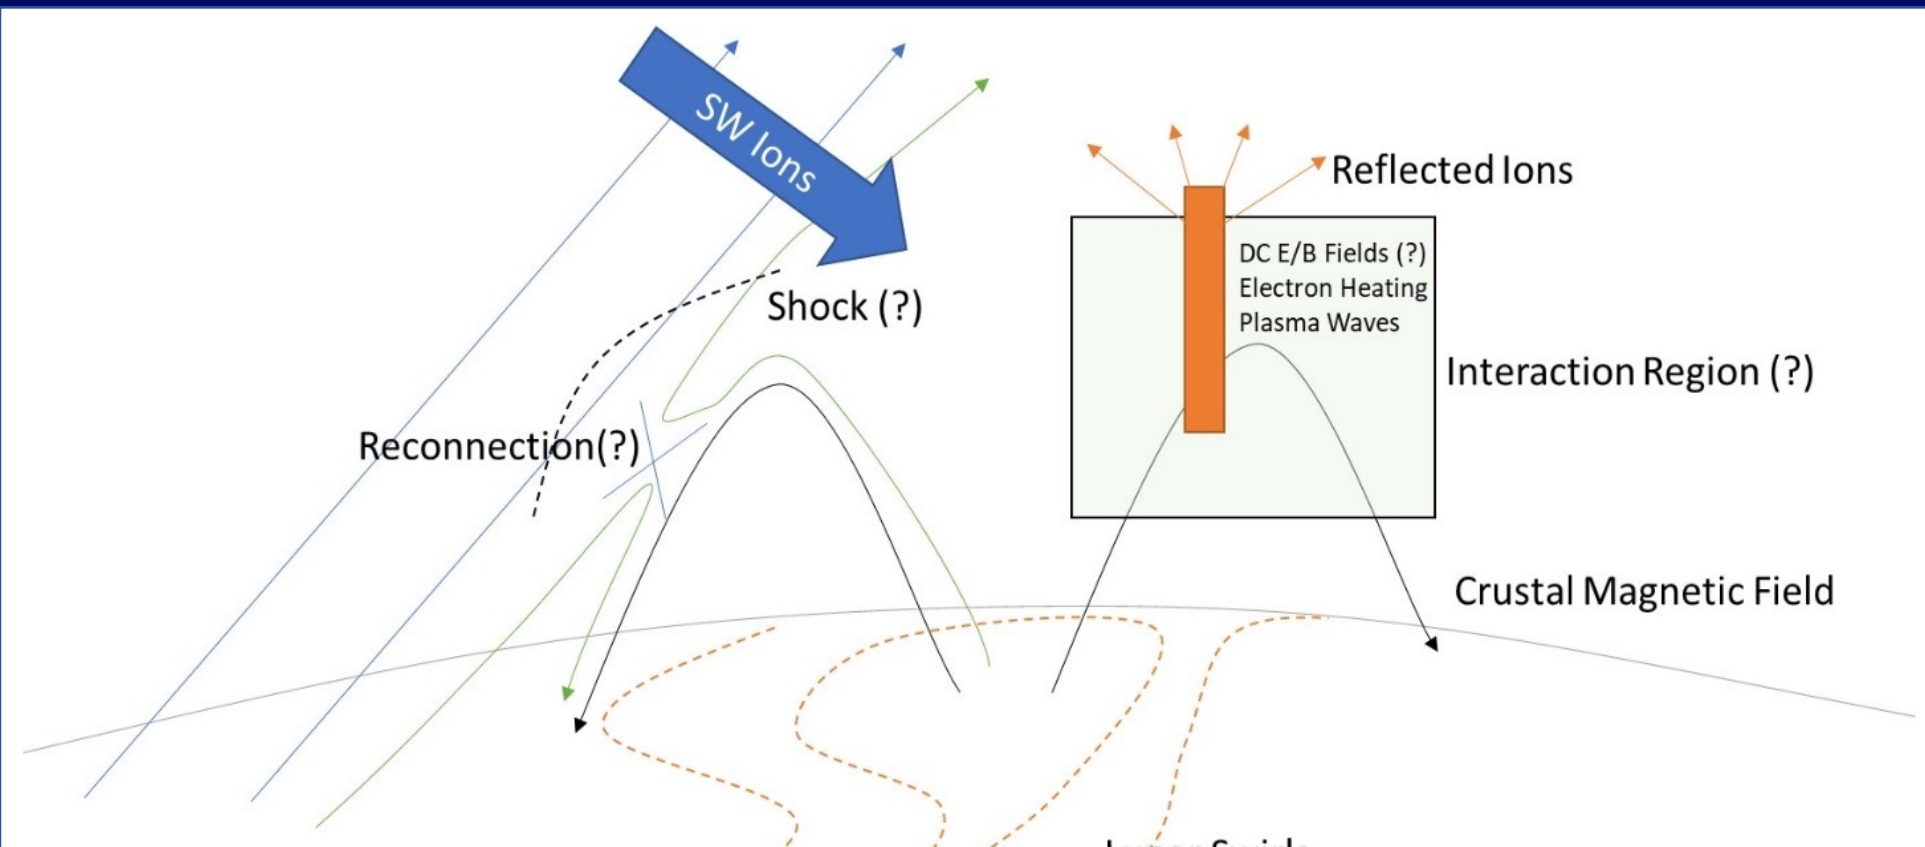 SW Ions
Reflected Ions
DC E/B Fields (?)
Electron Heating
Plasma Waves
Shock (?)
Interaction Region (?)
Reconnection(?)
Crustal Magnetic Field